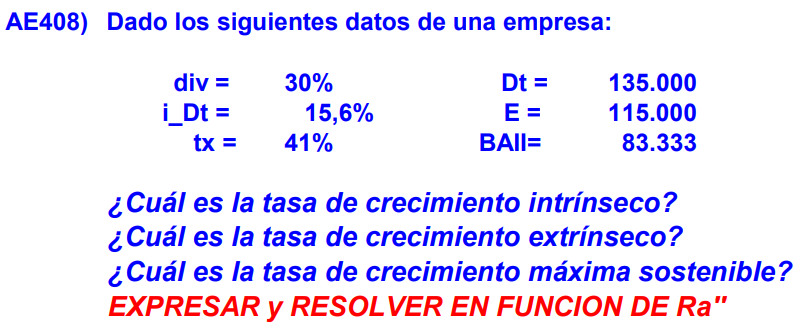 AE408) Dado los siguientes datos de una empresa:
div = 30% Dt = 135.000
i_Dt = 15,6% E = 115.000
tx = 41% BAII= 83.333
¿Cuál es la tasa de crecimiento intrínseco?
¿Cuál es la tasa de crecimiento extrínseco?
¿Cuál es la tasa de crecimiento máxima sostenible?
EXPRESAR y RESOLVER EN FUNCION DE Ra"